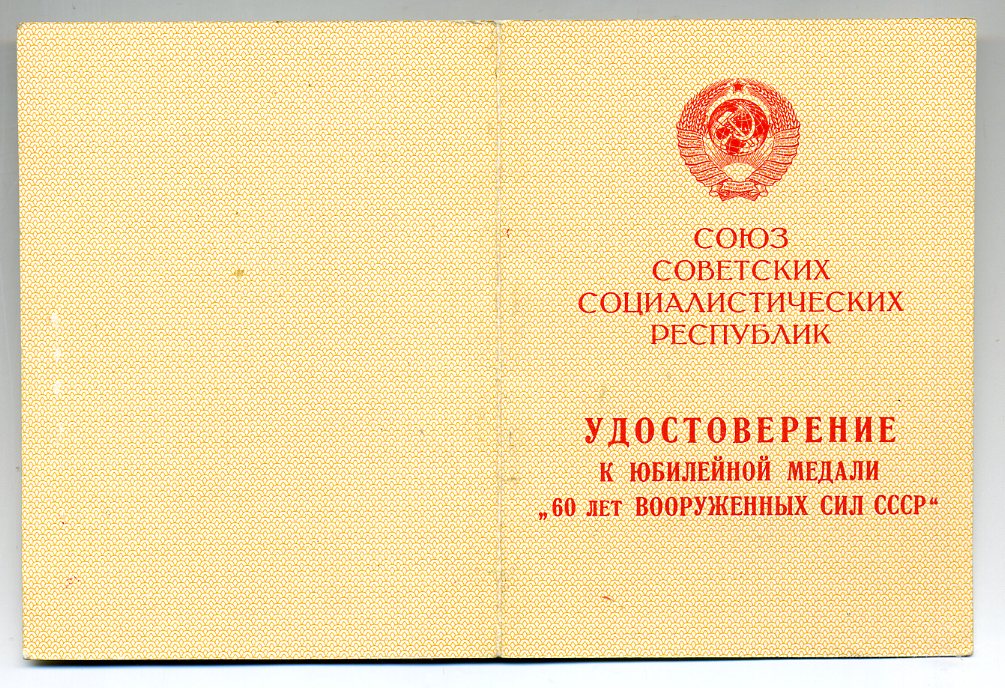 СОЮЗ
СОВЕТСКИХ
СОЦИАЛИСТИЧЕСКИХ
РЕСПУБЛИК
УДОСТОВЕРЕНИЕ
К ЮБИЛЕЙНОЙ МЕДАЛИ
„60 ЛЕТ ВООРУЖЕННЫХ СИЛ СССР“